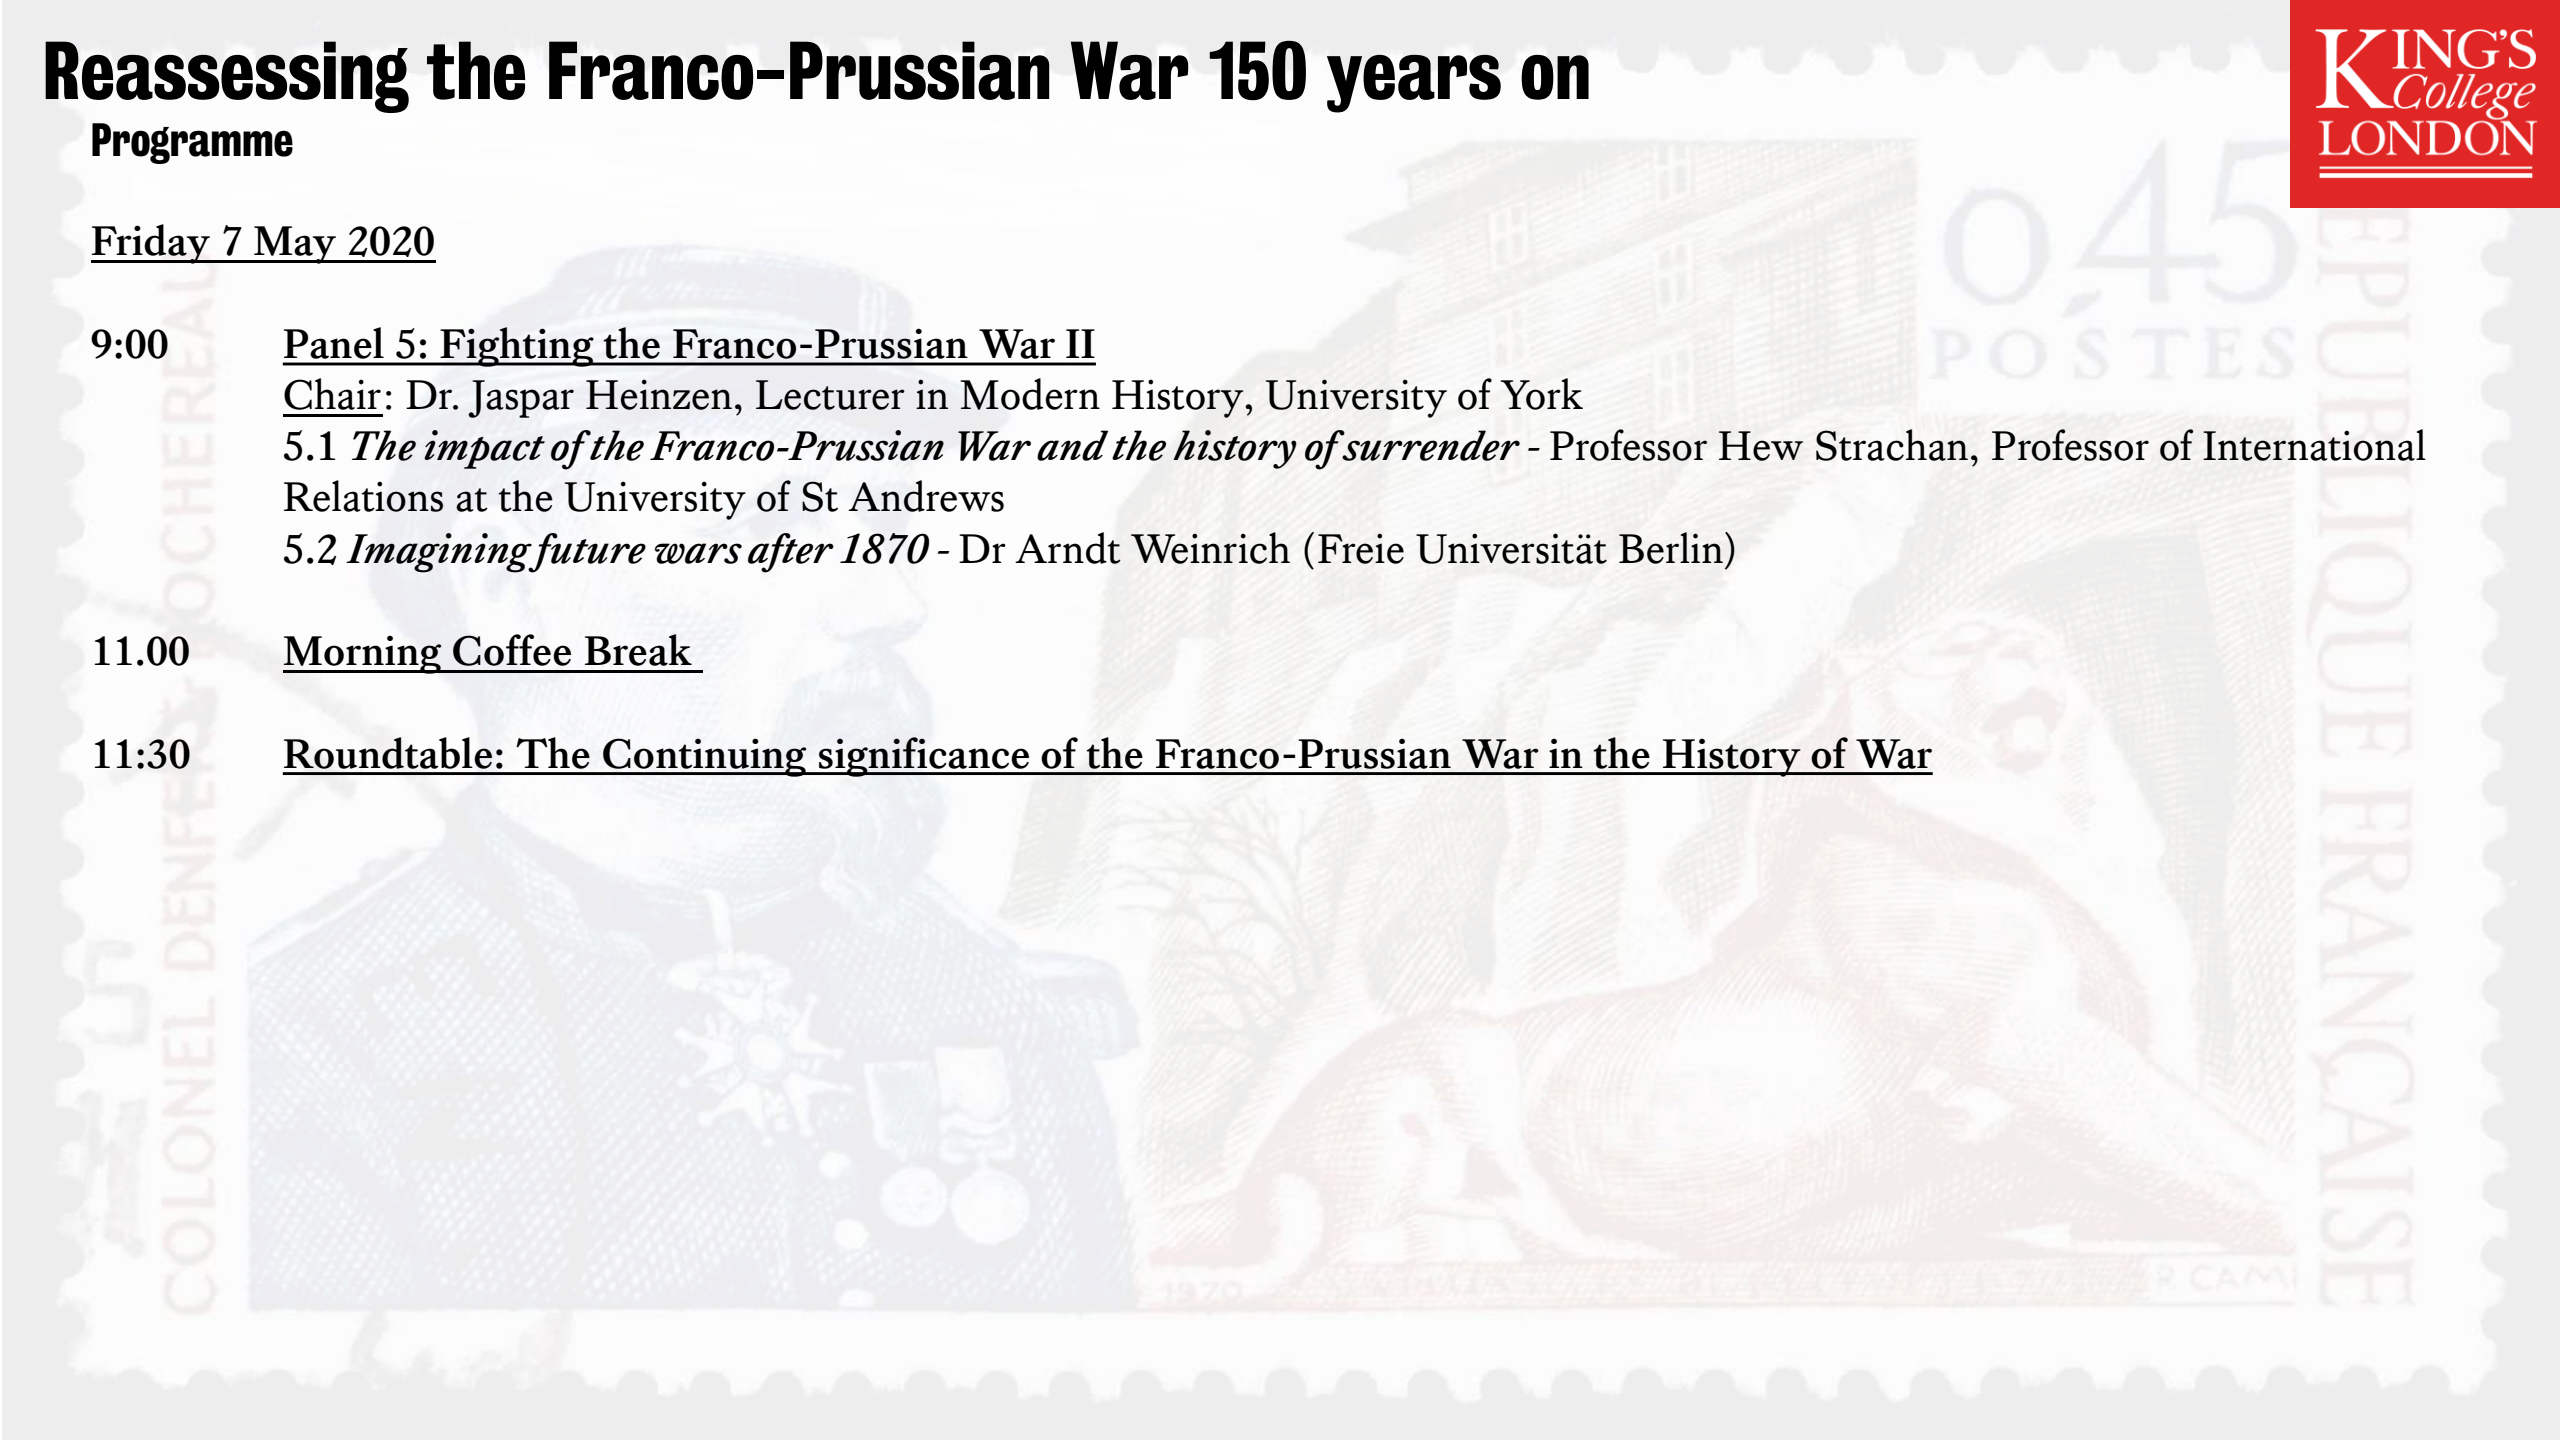 Reassessing the Franco-Prussian War 150 years on
KING'S
College
LONDON
Programme
Friday 7 May 2020
9:00 Panel 5: Fighting the Franco-Prussian War II
Chair: Dr. Jaspar Heinzen, Lecturer in Modern History, University of York
5.1 The impact of the Franco-Prussian War and the history of surrender - Professor Hew Strachan, Professor of International
Relations at the University of St Andrews
5.2 Imagining future wars after 1870 - Dr Arndt Weinrich (Freie Universität Berlin)
11.00 Morning Coffee Break
11:30 Roundtable: The Continuing significance of the Franco-Prussian War in the History of War
0,45
POSTES
COLONEL DENFERT-ROCHEREAU
EPUBLIQUE FRANÇAISE
1970